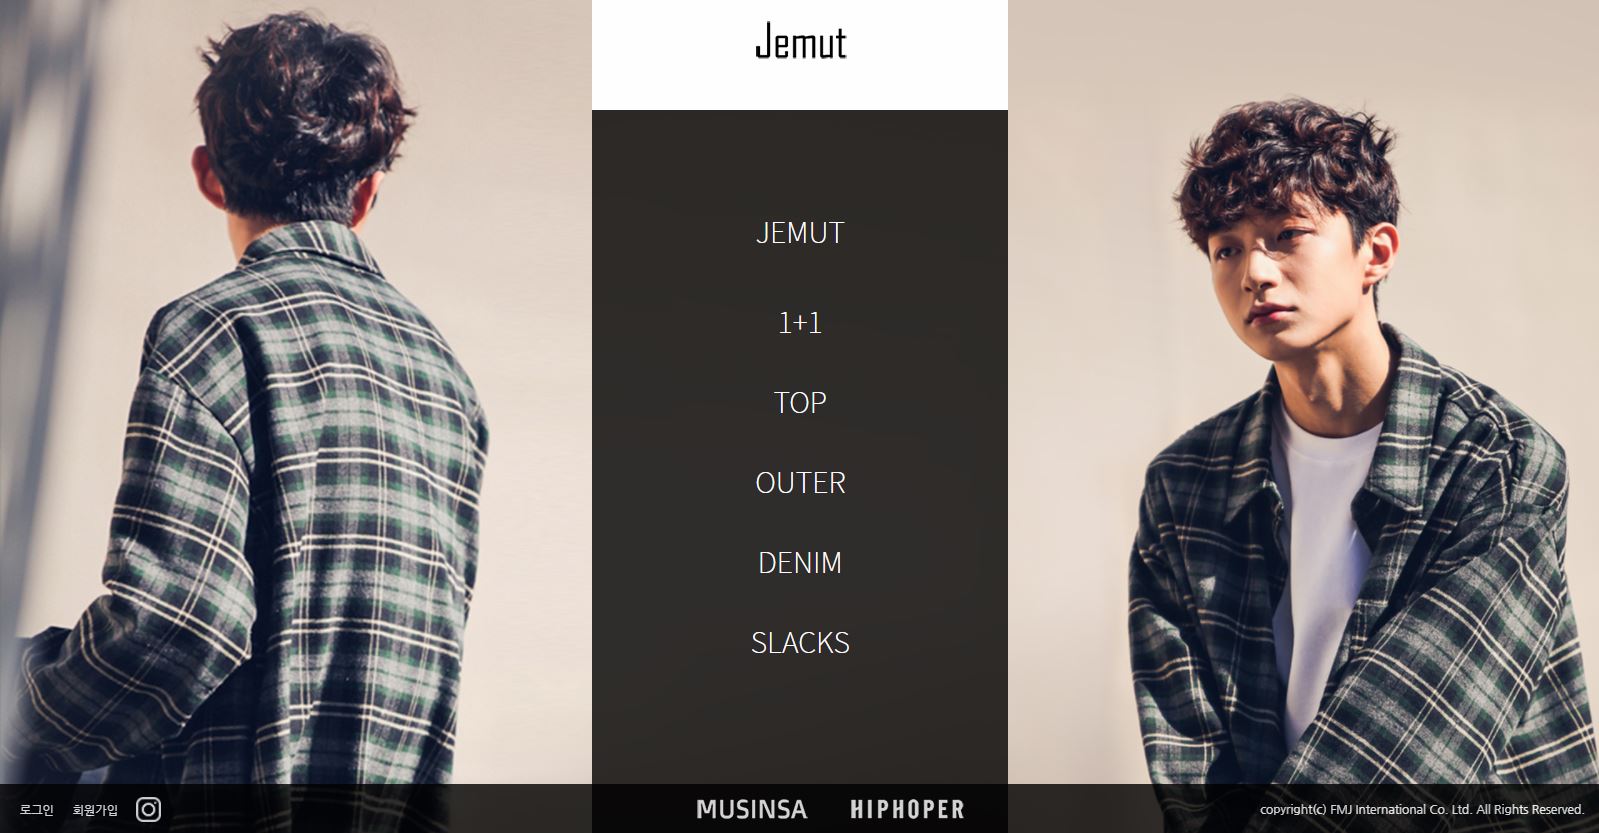 Jemut
JEMUT
1+1
TOP
OUTER
DENIM
SLACKS
로그인 회원가입 MUSINSA HIPHOPER copyright(c) FMJ International Co. Ltd. All Rights Reserved.